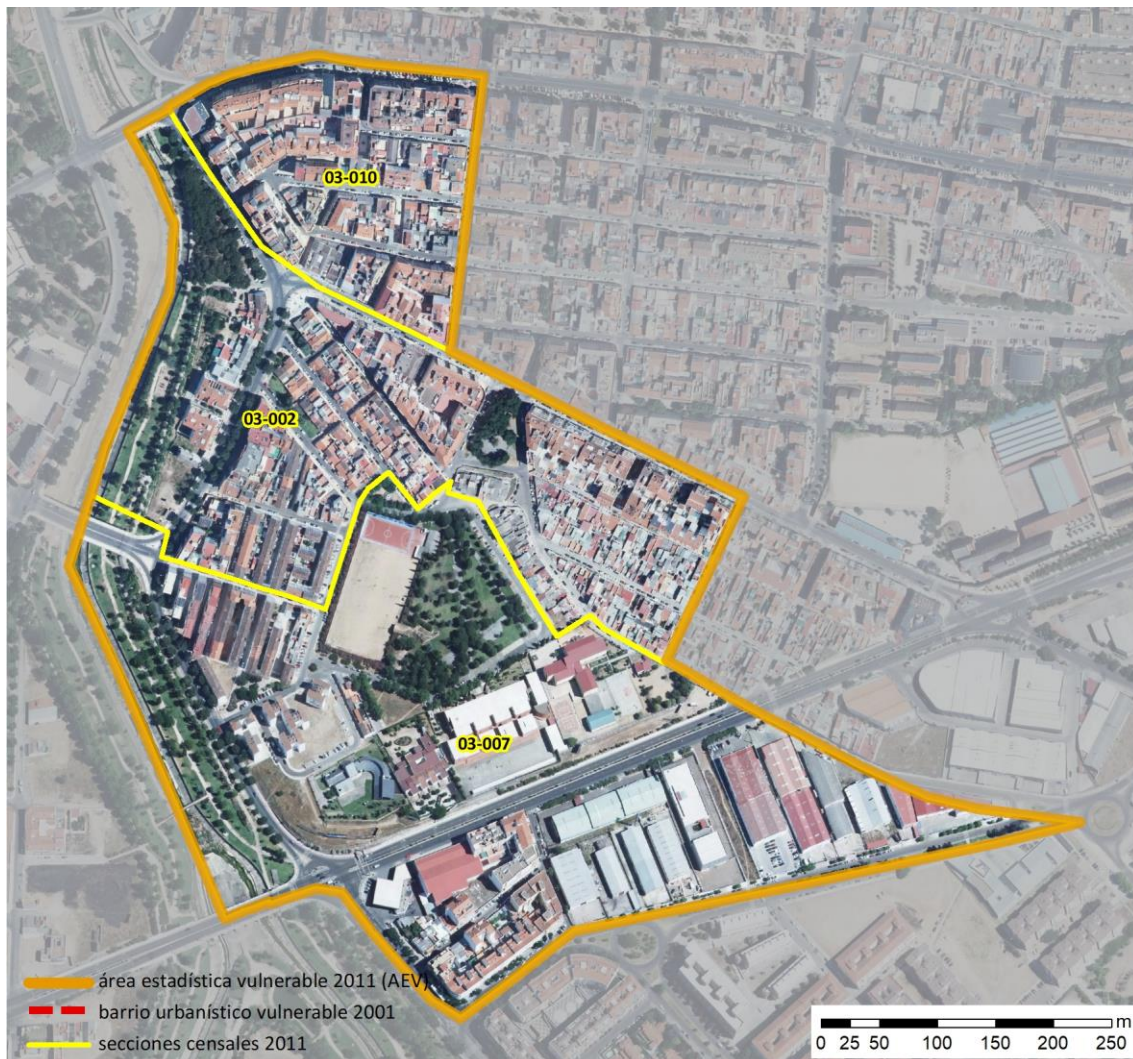 03-010
03-002
03-007
área estadística vulnerable 2011 (AEV)
barrio urbanístico vulnerable 2001
secciones censales 2011
m
0 25 50 100 150 200 250